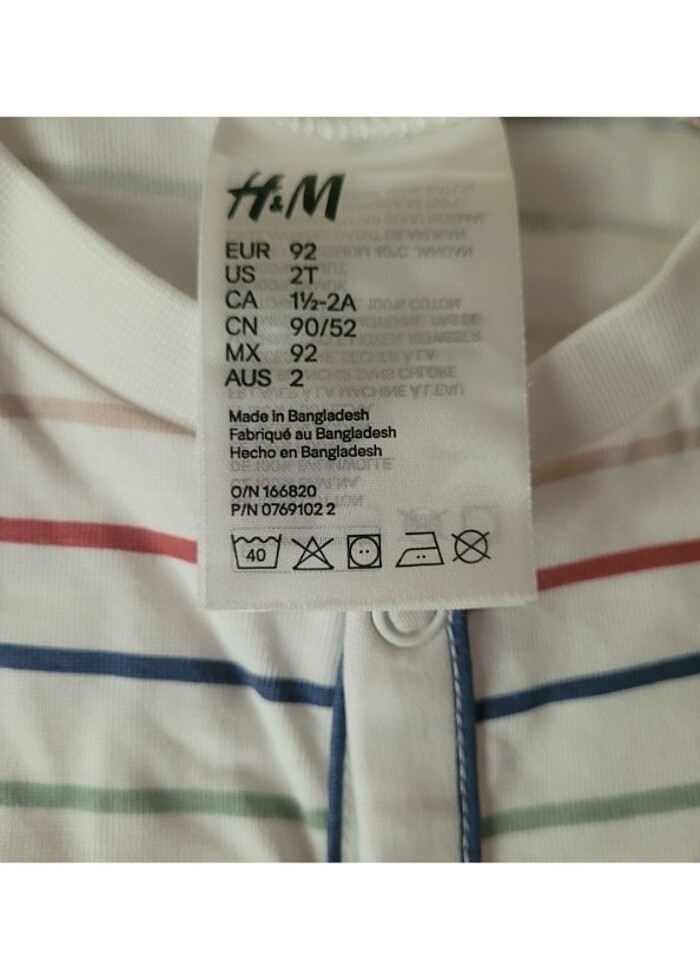 H&M
EUR 92
US 2T
CA 1½-2A
CN 90/52
MX 92
AUS 2
Made in Bangladesh
Fabriqué au Bangladesh
Hecho en Bangladesh
O/N 166820
P/N 0769102 2
40